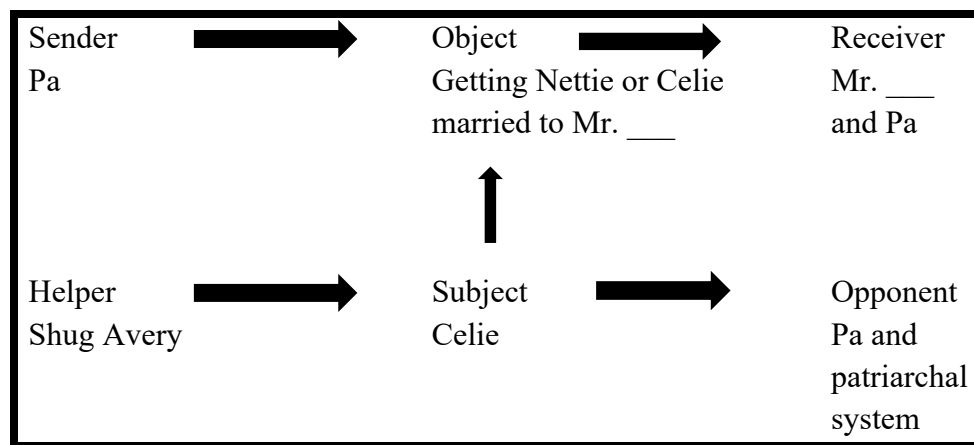 Sender
Pa
Object
Getting Nettie or Celie
married to Mr. ___
Receiver
Mr. ___
and Pa
Helper
Shug Avery
Subject
Celie
Opponent
Pa and
patriarchal
system